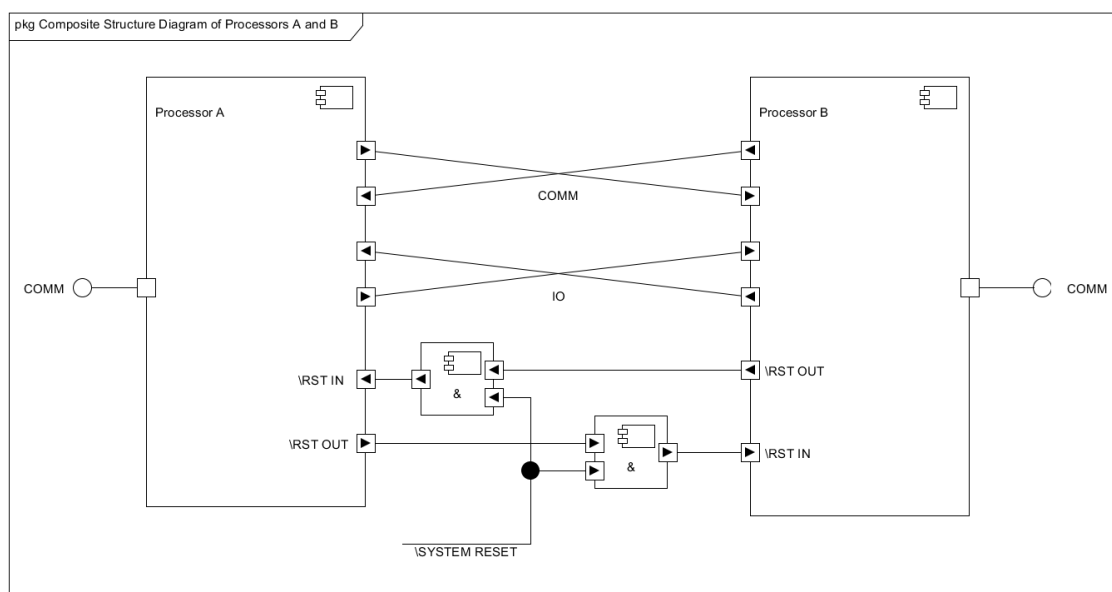 pkg Composite Structure Diagram of Processors A and B
Processor A
Processor B
COMM
COMM
COMM
IO
\RST IN
&
\RST OUT
\RST OUT
&
\RST IN
\SYSTEM RESET